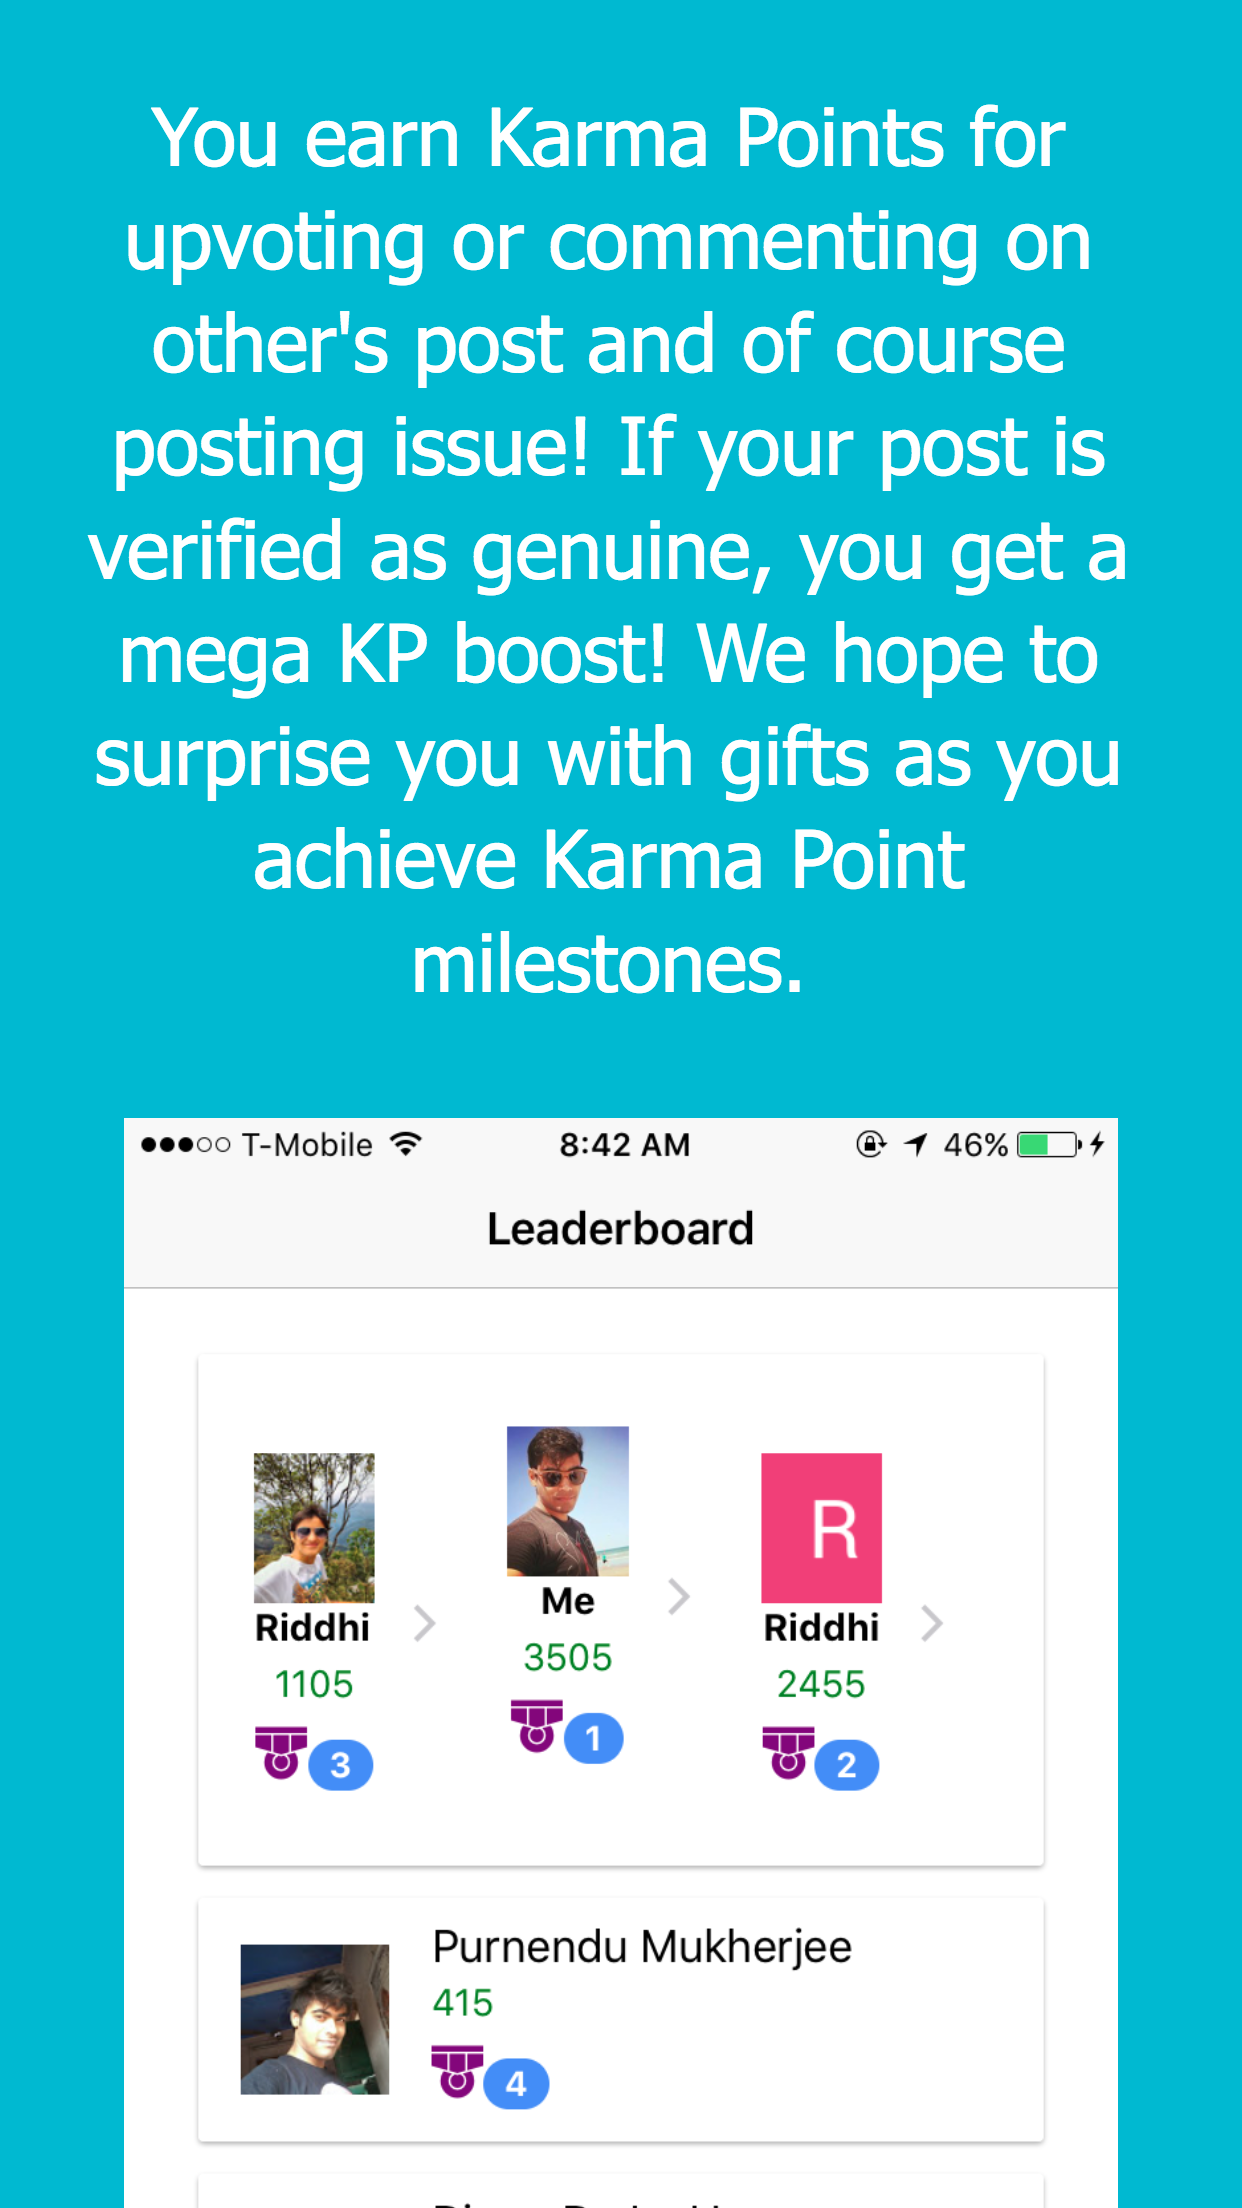 You earn Karma Points for
upvoting or commenting on
other's post and of course
posting issue! If your post is
verified as genuine, you get a
mega KP boost! We hope to
surprise you with gifts as you
achieve Karma Point
milestones.
T-Mobile 8:42 AM 46%
Leaderboard
R
Riddhi
1105
3
Me
3505
1
Riddhi
2455
2
Purnendu Mukherjee
415
4